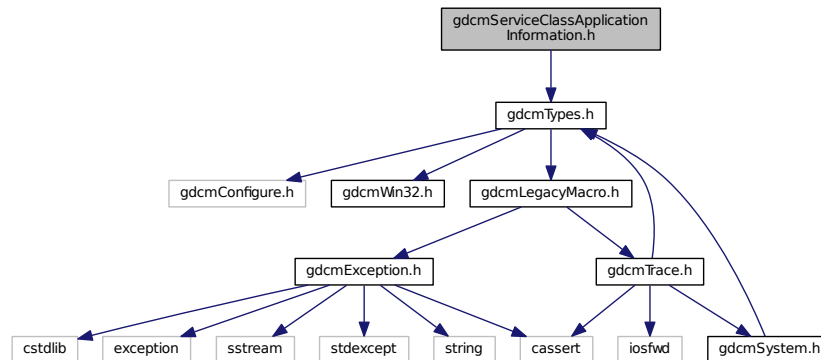 gdcmServiceClassApplication
Information.h
gdcmTypes.h
gdcmConfigure.h
gdcmWin32.h
gdcmLegacyMacro.h
gdcmException.h
gdcmTrace.h
cstdlib
exception
sstream
stdexcept
string
cassert
iosfwd
gdcmSystem.h